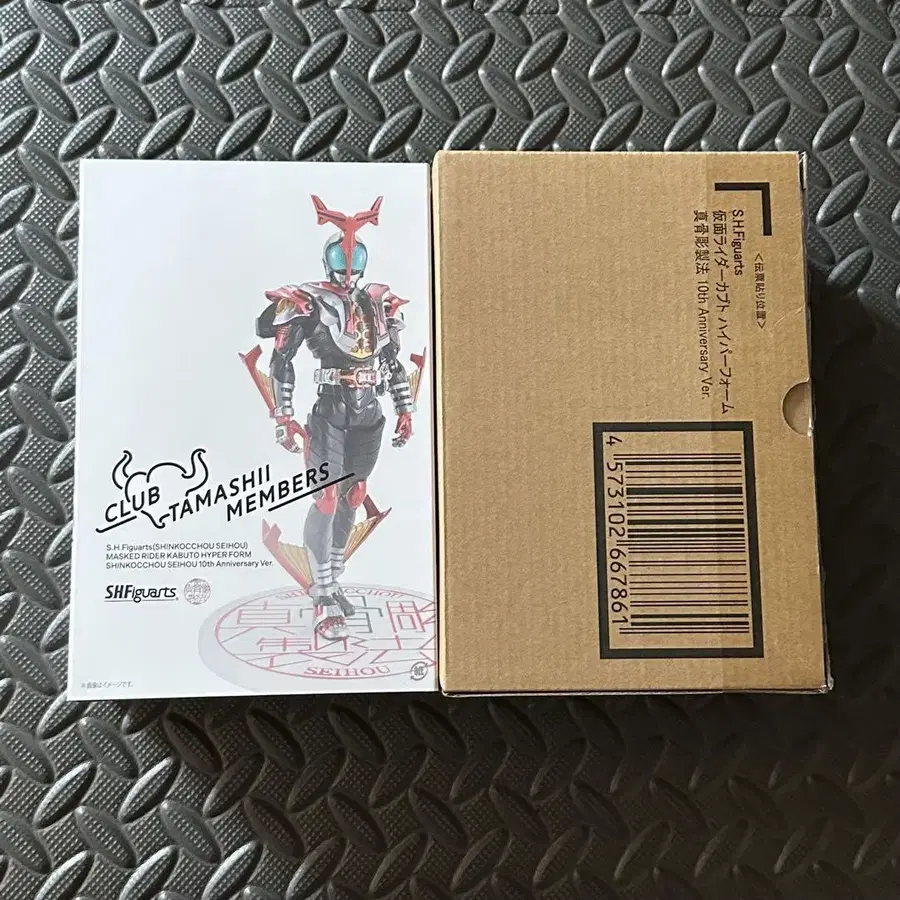 CLUB
TAMASHII
MEMBERS
S.H.Figuarts(SHINKOCCHOU SEIHOU)
MASKED RIDER KABUTO HYPER FORM
SHINKOCCHOU SEIHOU 10th Anniversary Ver.
S.H.Figuarts
SEIHOU
※画像はイメージです。
紙
<伝票貼り位置>
S.H.Figuarts
仮面ライダーカブト ハイパーフォーム
真骨彫製法 10th Anniversary Ver.
4 573102 667861